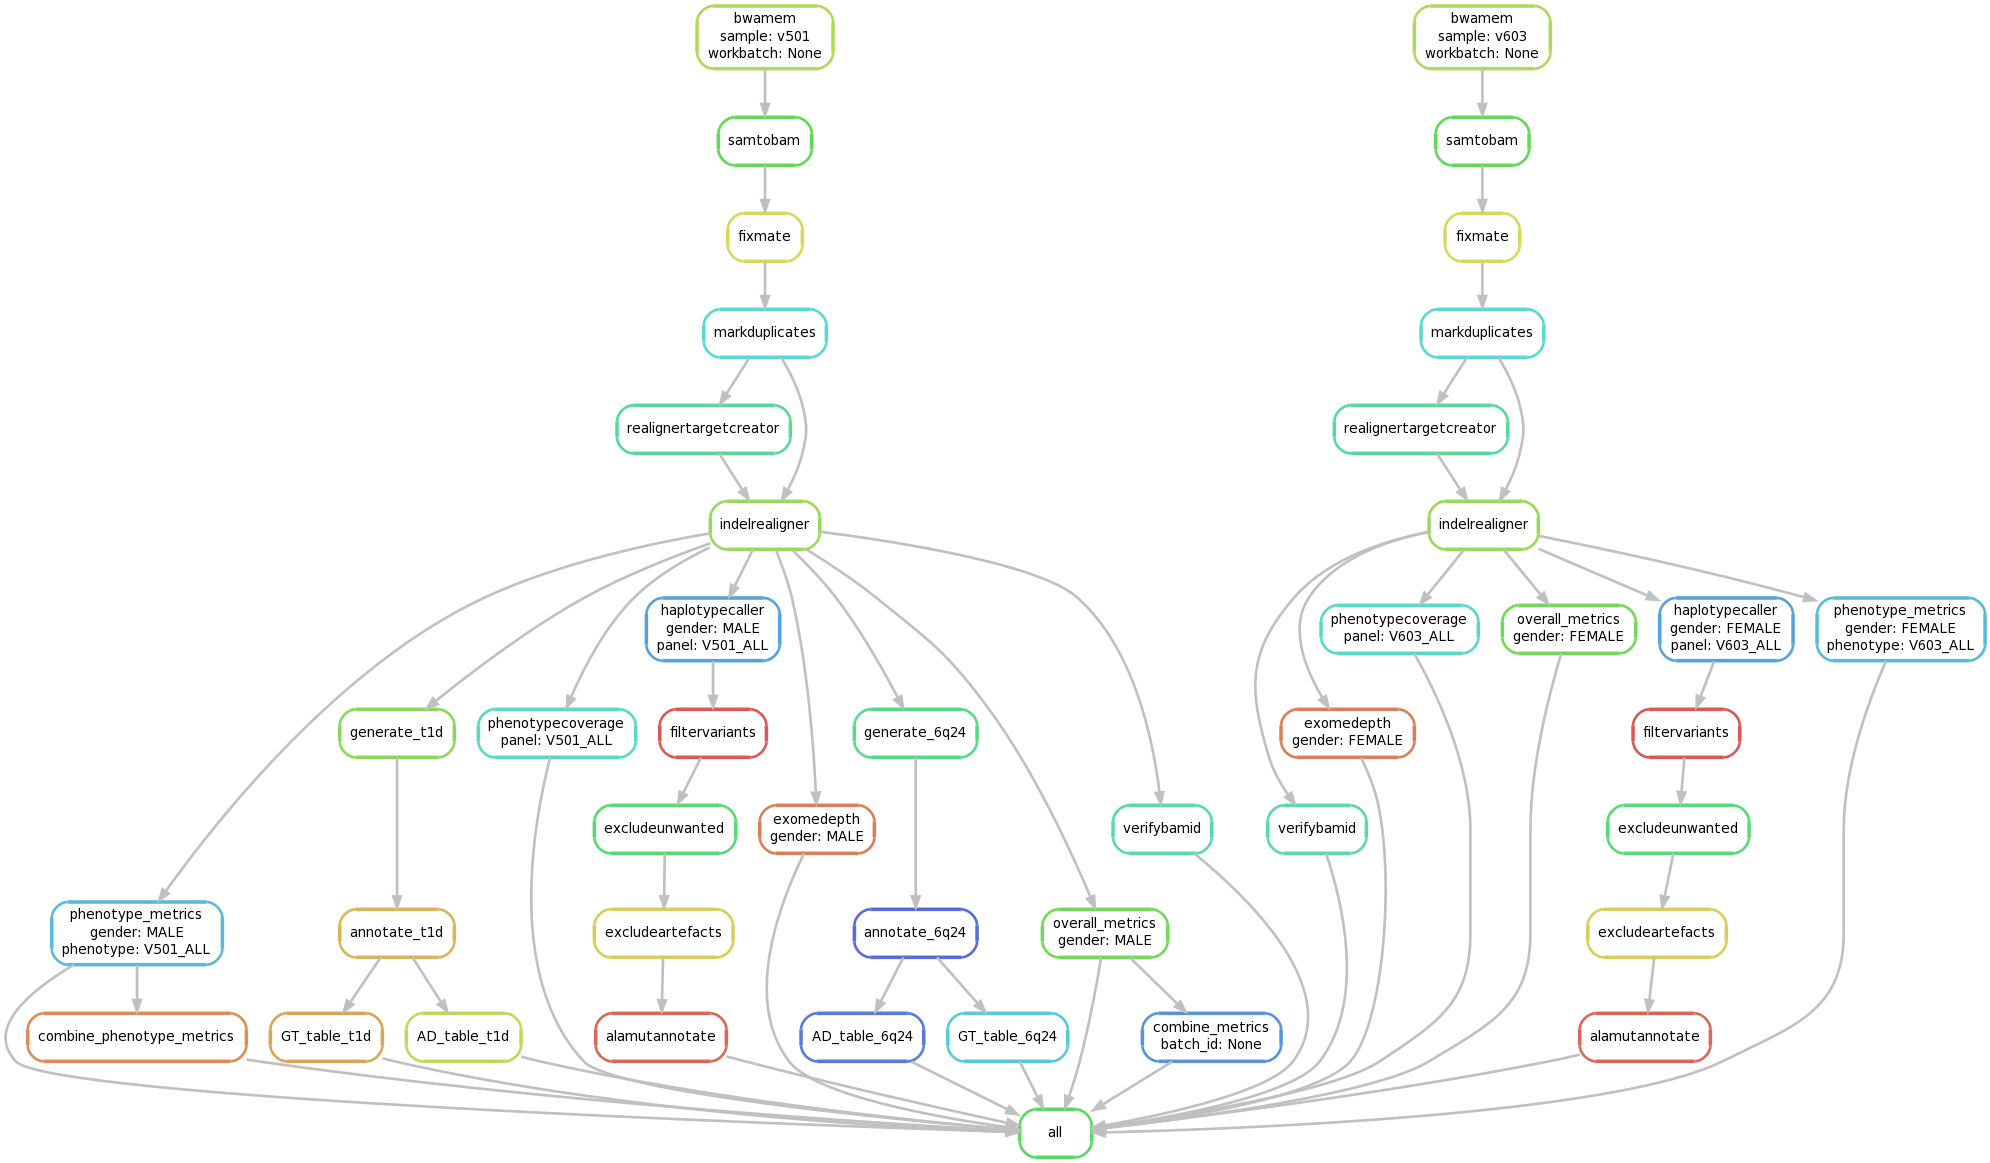 bwamem
sample: v501
workbatch: None
bwamem
sample: v603
workbatch: None
samtobam
samtobam
fixmate
fixmate
markduplicates
markduplicates
realignertargetcreator
realignertargetcreator
indelrealigner
indelrealigner
haplotypecaller
gender: MALE
panel: V501_ALL
phenotypecoverage
panel: V603_ALL
overall_metrics
gender: FEMALE
haplotypecaller
gender: FEMALE
panel: V603_ALL
phenotype_metrics
gender: FEMALE
phenotype: V603_ALL
generate_t1d
phenotypecoverage
panel: V501_ALL
filtervariants
generate_6q24
exomedepth
gender: FEMALE
filtervariants
excludeunwanted
exomedepth
gender: MALE
verifybamid
verifybamid
excludeunwanted
phenotype_metrics
gender: MALE
phenotype: V501_ALL
annotate_t1d
excludeartefacts
annotate_6q24
overall_metrics
gender: MALE
excludeartefacts
combine_phenotype_metrics
GT_table_t1d
AD_table_t1d
alamutannotate
AD_table_6q24
GT_table_6q24
combine_metrics
batch_id: None
alamutannotate
all